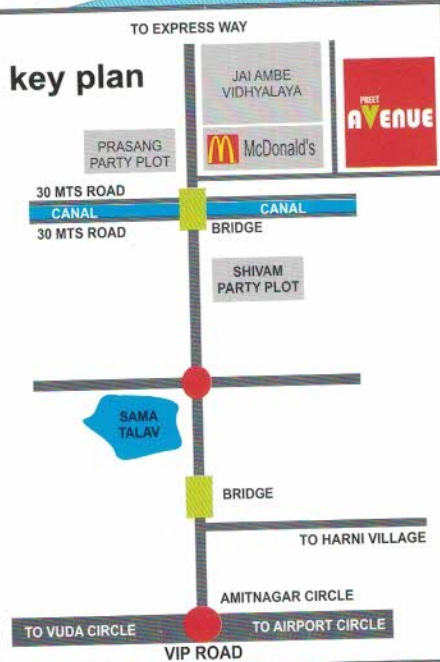 TO EXPRESS WAY
key plan
JAI AMBE
VIDHYALAYA
PREET
AVENUE
PRASANG
PARTY PLOT
McDonald's
30 MTS ROAD
CANAL
CANAL
30 MTS ROAD
BRIDGE
SHIVAM
PARTY PLOT
SAMA
TALAV
BRIDGE
TO HARNI VILLAGE
AMITNAGAR CIRCLE
TO VUDA CIRCLE
TO AIRPORT CIRCLE
VIP ROAD